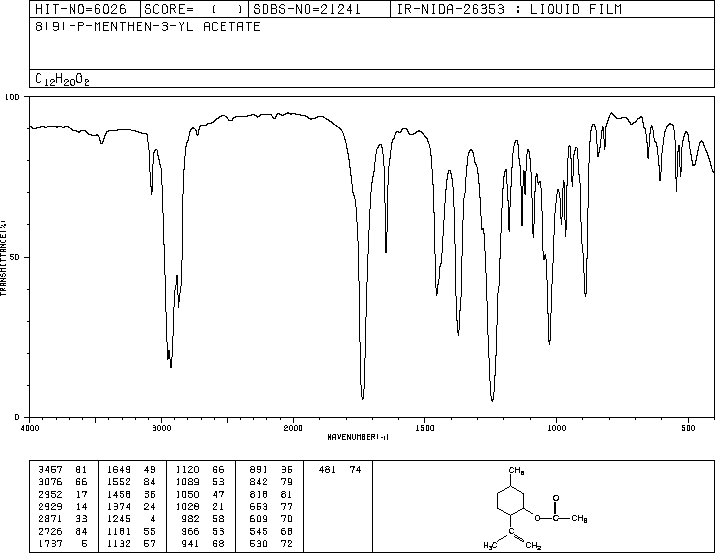 HIT-NO=6026 SCORE= ( ) SDBS-NO=21241 IR-NIDA-26353 : LIQUID FILM
8(9)-P-MENTHEN-3-YL ACETATE
C12H20O2
100
50
0
TRANSMITTANCE(%)
4000 3000 2000 1500 1000 500
WAVENUMBER(-1)
3467 81 1649 49 1120 66 891 36 481 74
3076 66 1552 84 1089 53 842 79
2952 17 1458 36 1050 47 818 81
2929 14 1374 24 1028 21 653 77
2871 33 1245 4 982 58 609 70
2726 84 1181 55 966 53 545 68
1737 5 1132 57 941 68 530 72
CH3
O
O C CH3
C
H3C CH2